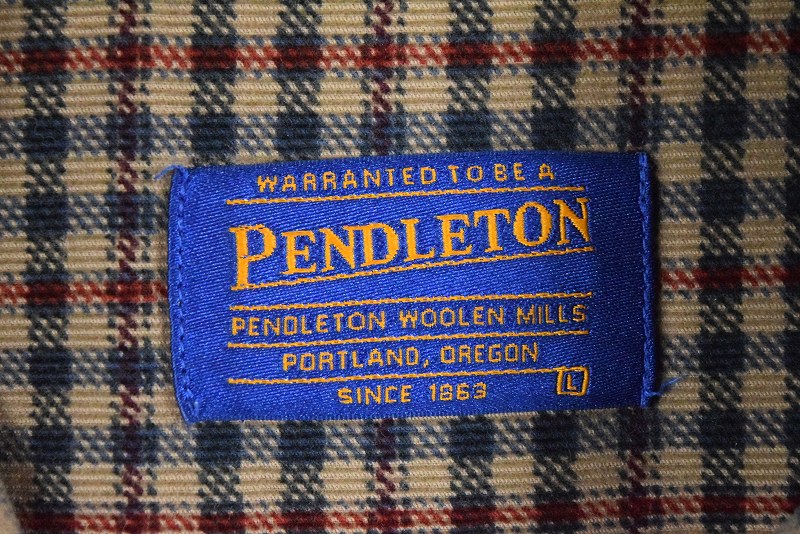 WARRANTED TO BE A
PENDLETON
PENDLETON WOOLEN MILLS
PORTLAND, OREGON
SINCE 1863
L